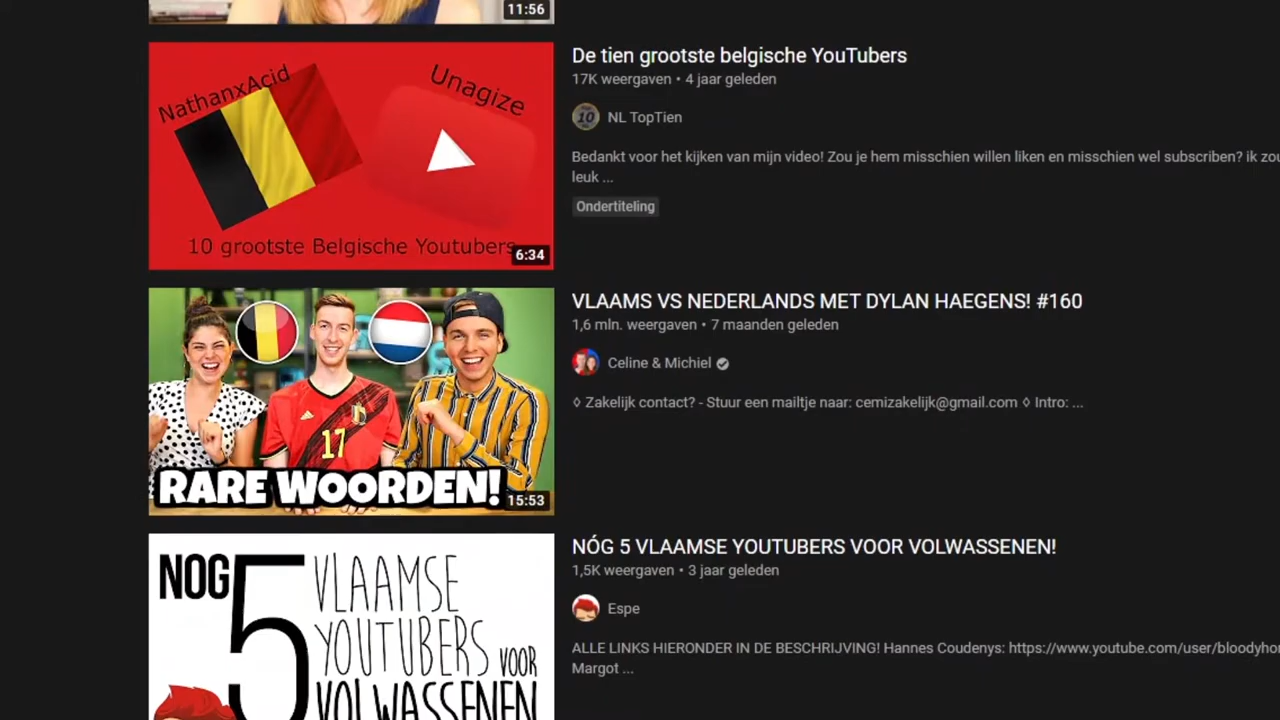 11:56
NathanxAcid
Unagize
10 grootste Belgische Youtubers
6:34
De tien grootste belgische YouTubers
17K weergaven • 4 jaar geleden
10
NL TopTien
Bedankt voor het kijken van mijn video! Zou je hem misschien willen liken en misschien wel subscriben? ik zou
leuk ...
Ondertiteling
17
RARE WOORDEN!
15:53
VLAAMS VS NEDERLANDS MET DYLAN HAEGENS! #160
1,6 mln. weergaven • 7 maanden geleden
Celine & Michiel
◊ Zakelijk contact? - Stuur een mailtje naar: cemizakelijk@gmail.com ◊ Intro: ...
NOG 5 VLAAMSE
YOUTUBERS VOOR
VOLWASSENEN
NÓG 5 VLAAMSE YOUTUBERS VOOR VOLWASSENEN!
1,5K weergaven • 3 jaar geleden
Espe
ALLE LINKS HIERONDER IN DE BESCHRIJVING! Hannes Coudenys: https://www.youtube.com/user/bloodyho
Margot ...